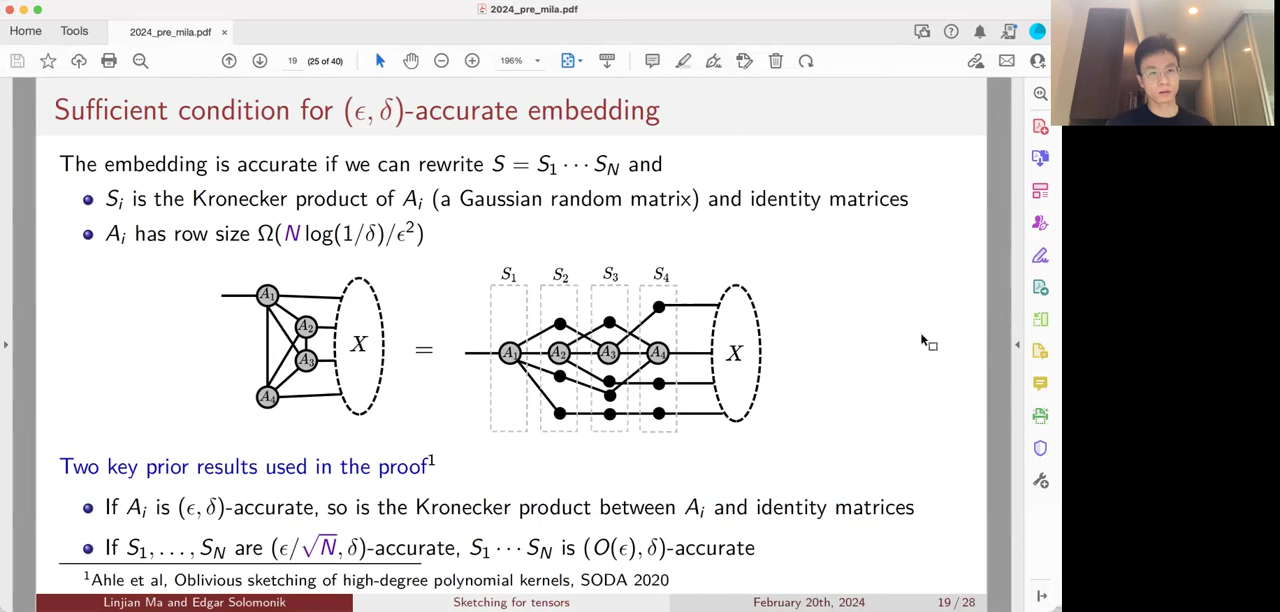 2024_pre_mila.pdf
Home Tools 2024_pre_mila.pdf ×
19 (25 of 40) 196%
Sufficient condition for (ϵ, δ)-accurate embedding
The embedding is accurate if we can rewrite S = S₁ ⋯ S_N and
• Sᵢ is the Kronecker product of Aᵢ (a Gaussian random matrix) and identity matrices
• Aᵢ has row size Ω(N log(1/δ)/ϵ²)
S₁ S₂ S₃ S₄
A₁ A₂ A₃ A₄ X = A₁ A₂ A₃ A₄ X
Two key prior results used in the proof¹
• If Aᵢ is (ϵ, δ)-accurate, so is the Kronecker product between Aᵢ and identity matrices
• If S₁, …, S_N are (ϵ/√N, δ)-accurate, S₁ ⋯ S_N is (O(ϵ), δ)-accurate
¹Ahle et al, Oblivious sketching of high-degree polynomial kernels, SODA 2020
Linjian Ma and Edgar Solomonik Sketching for tensors February 20th, 2024 19 / 28